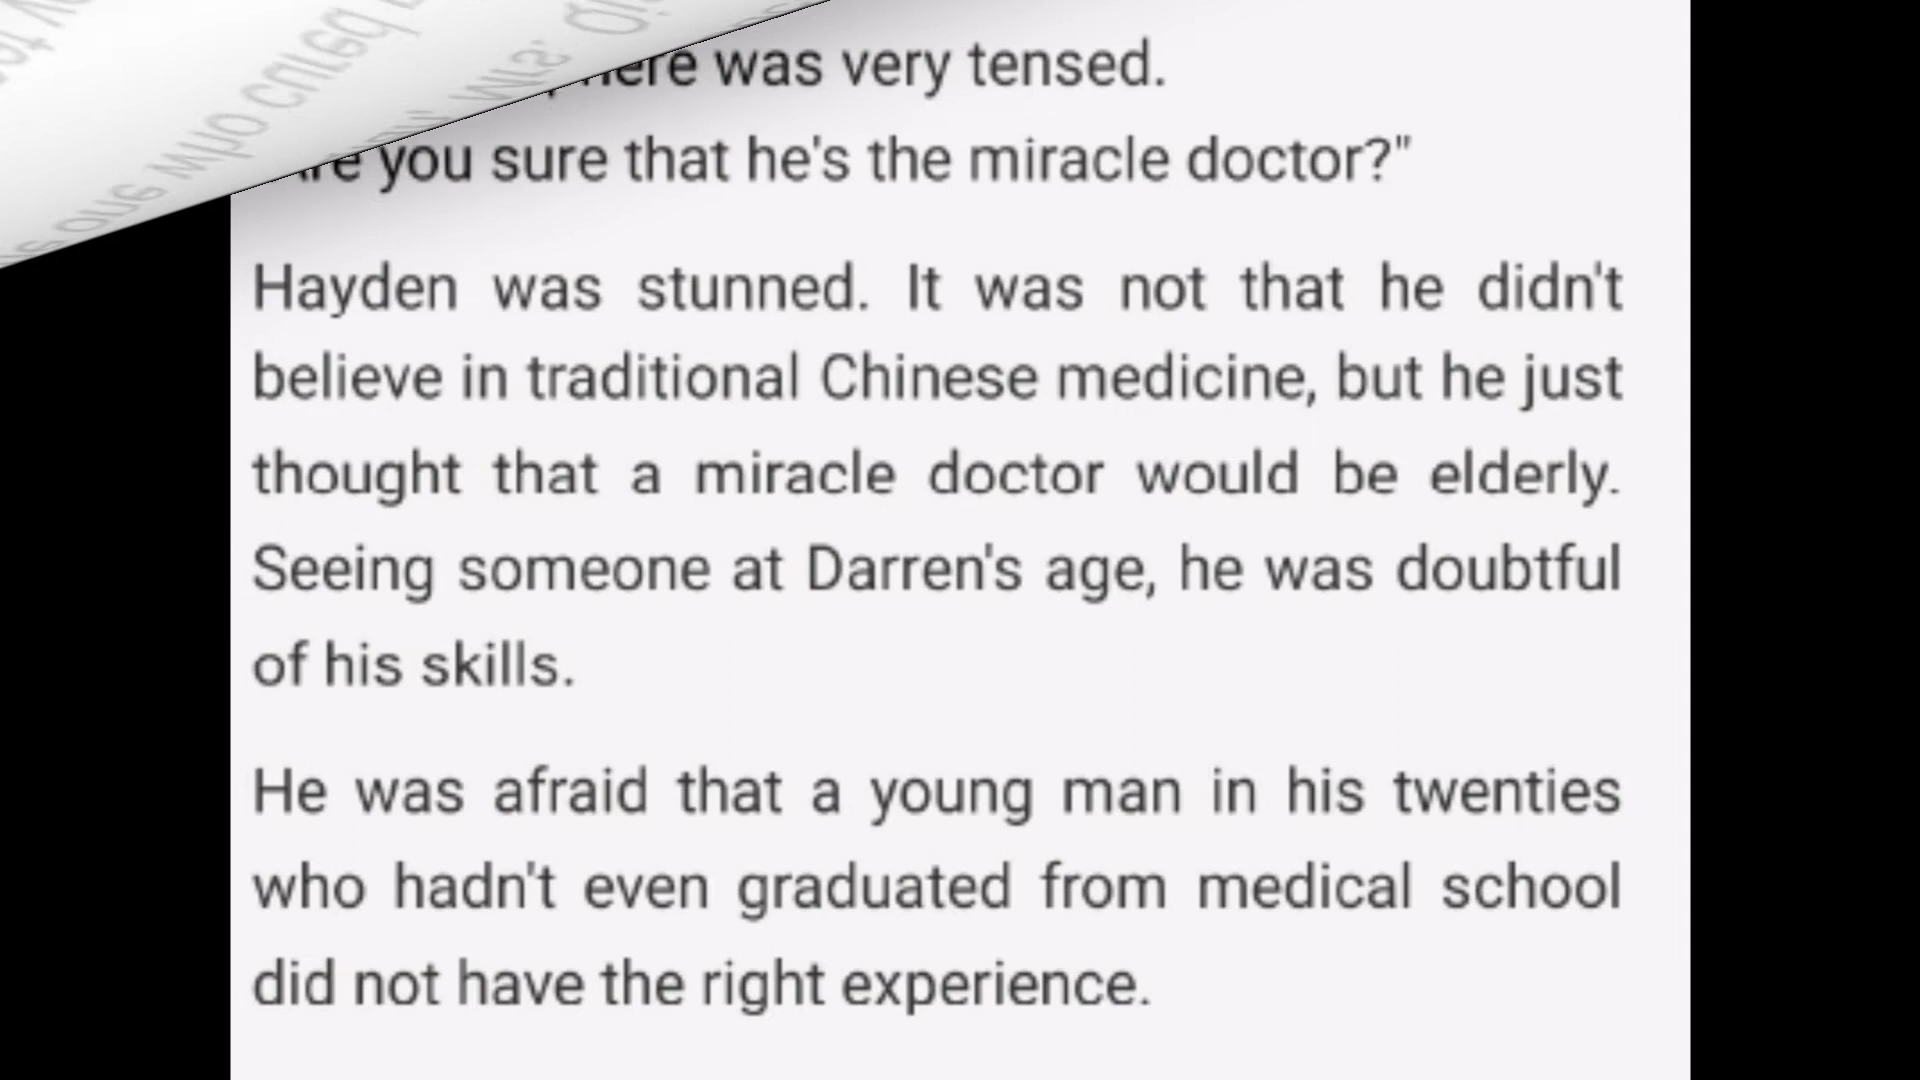 was very tensed.
you sure that he's the miracle doctor?"
Hayden was stunned. It was not that he didn't
believe in traditional Chinese medicine, but he just
thought that a miracle doctor would be elderly.
Seeing someone at Darren's age, he was doubtful
of his skills.
He was afraid that a young man in his twenties
who hadn't even graduated from medical school
did not have the right experience.